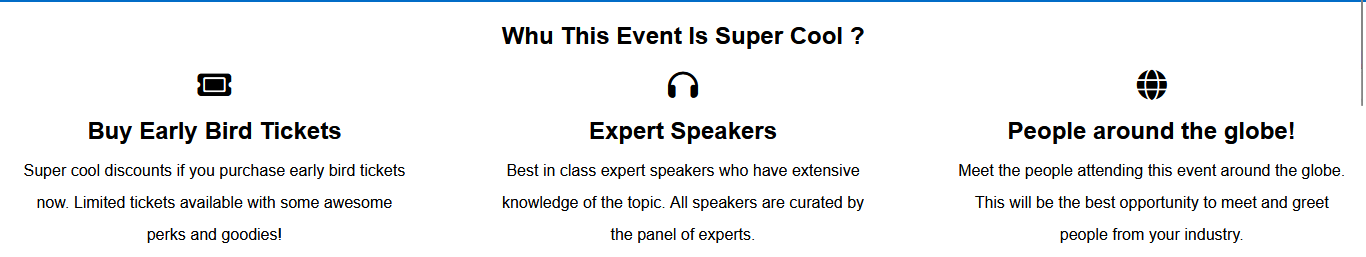 Whu This Event Is Super Cool ?
Buy Early Bird Tickets
Super cool discounts if you purchase early bird tickets
now. Limited tickets available with some awesome
perks and goodies!
Expert Speakers
Best in class expert speakers who have extensive
knowledge of the topic. All speakers are curated by
the panel of experts.
People around the globe!
Meet the people attending this event around the globe.
This will be the best opportunity to meet and greet
people from your industry.